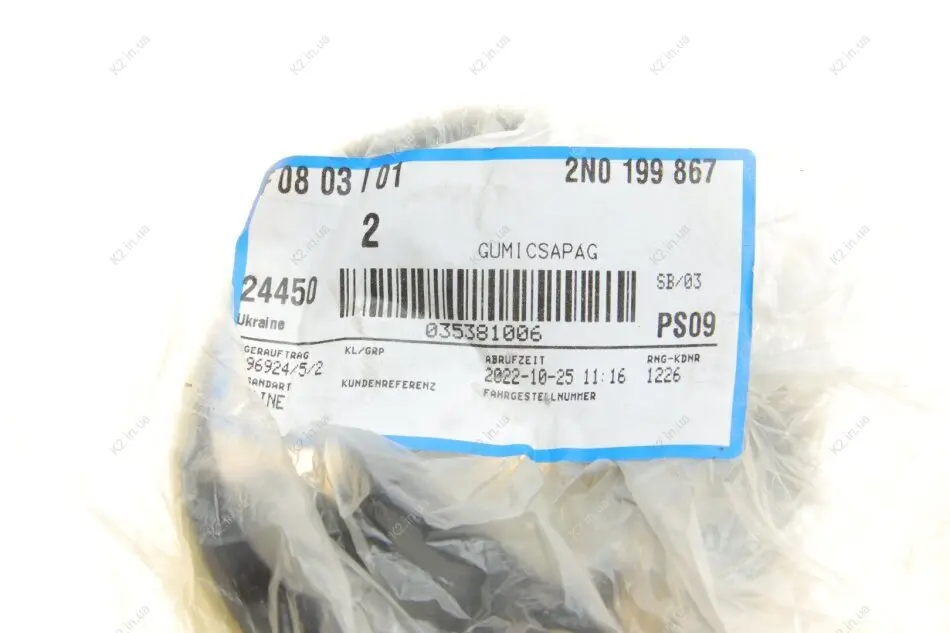 F 08 03 / 01
2N0 199 867
2
GUMICSAPAG
24450
SB/03
Ukraine
035381006
PS09
GERAUFTRAG
KL/GRP
ABRUFZEIT
RNG-KDNR
96924/5/2
2022-10-25 11:16
1226
SANDART
KUNDENREFERENZ
FAHRGESTELLNUMMER
INE
K2.in.ua